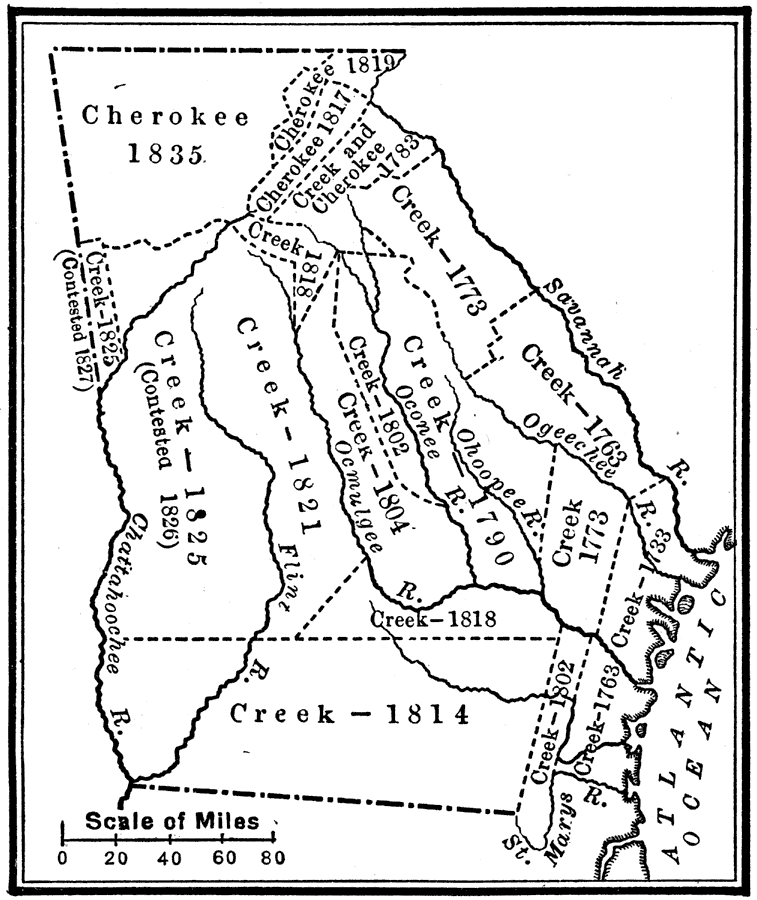 Cherokee
1819
Cherokee 1817
Creek and
Cherokee
1783
Cherokee
1835
Creek—1773
Creek
1818
Creek-1825
(Contested 1827)
Savannah
R.
Creek—1825
(Contested 1826)
Creek—1821
Creek—1802
Creek—1804
Creek—1790
Oconee
R.
Ocmulgee
R.
Ohoopee R.
Creek—1763
Ogeechee
R.
Creek
1773
Creek—1733
Chattahoochee
R.
Flint
R.
Creek—1818
Creek—1814
Creek—1802
Creek—1763
St. Marys R.
ATLANTIC
OCEAN
Scale of Miles
0 20 40 60 80